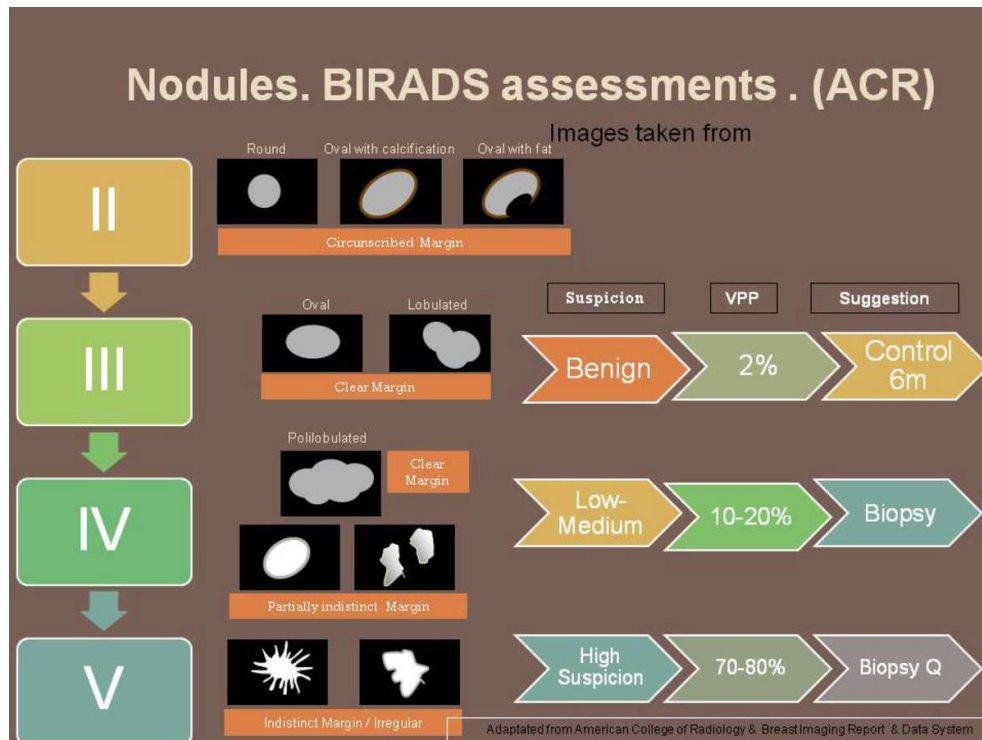 Nodules. BIRADS assessments . (ACR)
Images taken from
Round
Oval with calcification
Oval with fat
II
Circunscribed Margin
Suspicion
VPP
Suggestion
Oval
Lobulated
III
Clear Margin
Benign
2%
Control
6m
Polilobulated
Clear
Margin
IV
Partially indistinct Margin
Low-
Medium
10-20%
Biopsy
V
Indistinct Margin / Irregular
High
Suspicion
70-80%
Biopsy Q
Adaptated from American College of Radiology & Breast Imaging Report & Data System